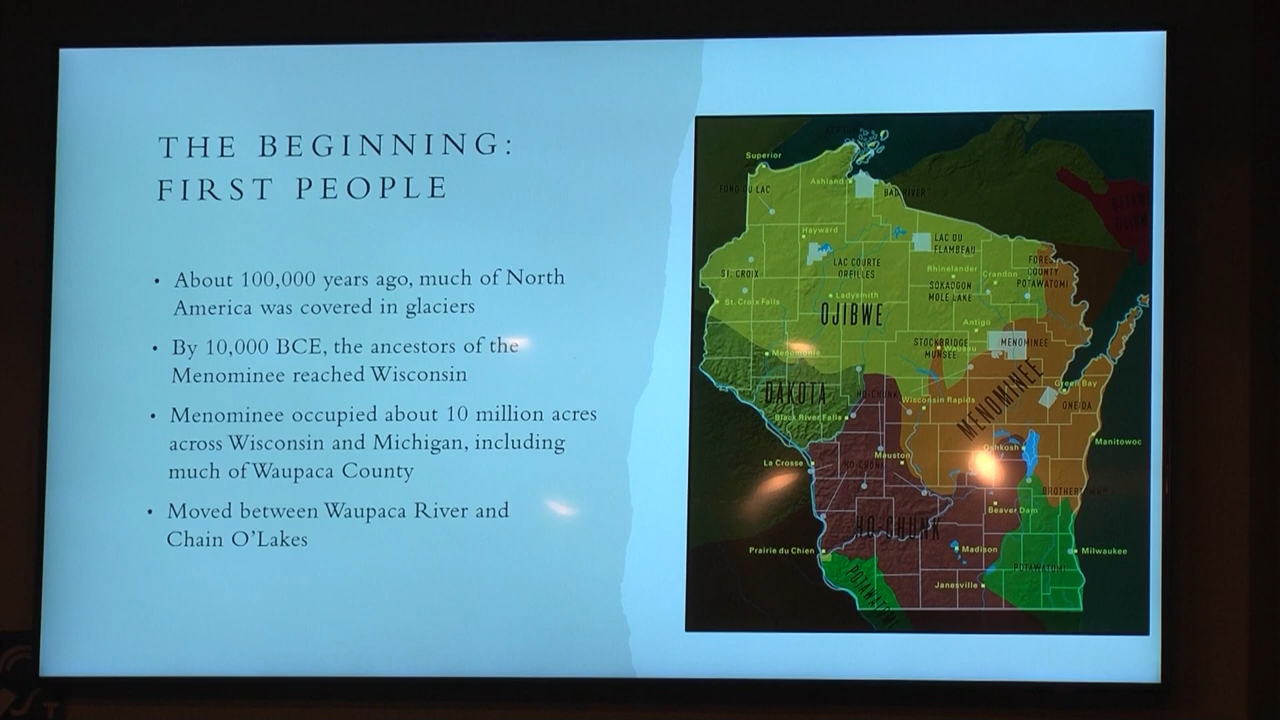 THE BEGINNING:
FIRST PEOPLE
• About 100,000 years ago, much of North
America was covered in glaciers
• By 10,000 BCE, the ancestors of the
Menominee reached Wisconsin
• Menominee occupied about 10 million acres
across Wisconsin and Michigan, including
much of Waupaca County
• Moved between Waupaca River and
Chain O'Lakes
Superior
Ashland
FOND DU LAC
BAD RIVER
Hayward
LAC DU
FLAMBEAU
LAC COURTE
OREILLES
ST. CROIX
Rhinelander
Crandon
COUNTY
POTAWATOMI
SOKAOGON
MOLE LAKE
St. Croix Falls
Ladysmith
OJIBWE
Antigo
STOCKBRIDGE
MUNSEE
Wausau
MENOMINEE
Menomonie
DAKOTA
HO-CHUNK
Wisconsin Rapids
MENOMINEE
Green Bay
ONEIDA
Black River Falls
Manitowoc
Oshkosh
La Crosse
Mauston
HO-CHUNK
Beaver Dam
HO-CHUNK
Prairie du Chien
Madison
Milwaukee
POTAWATOMI
POTAWATOMI
Janesville